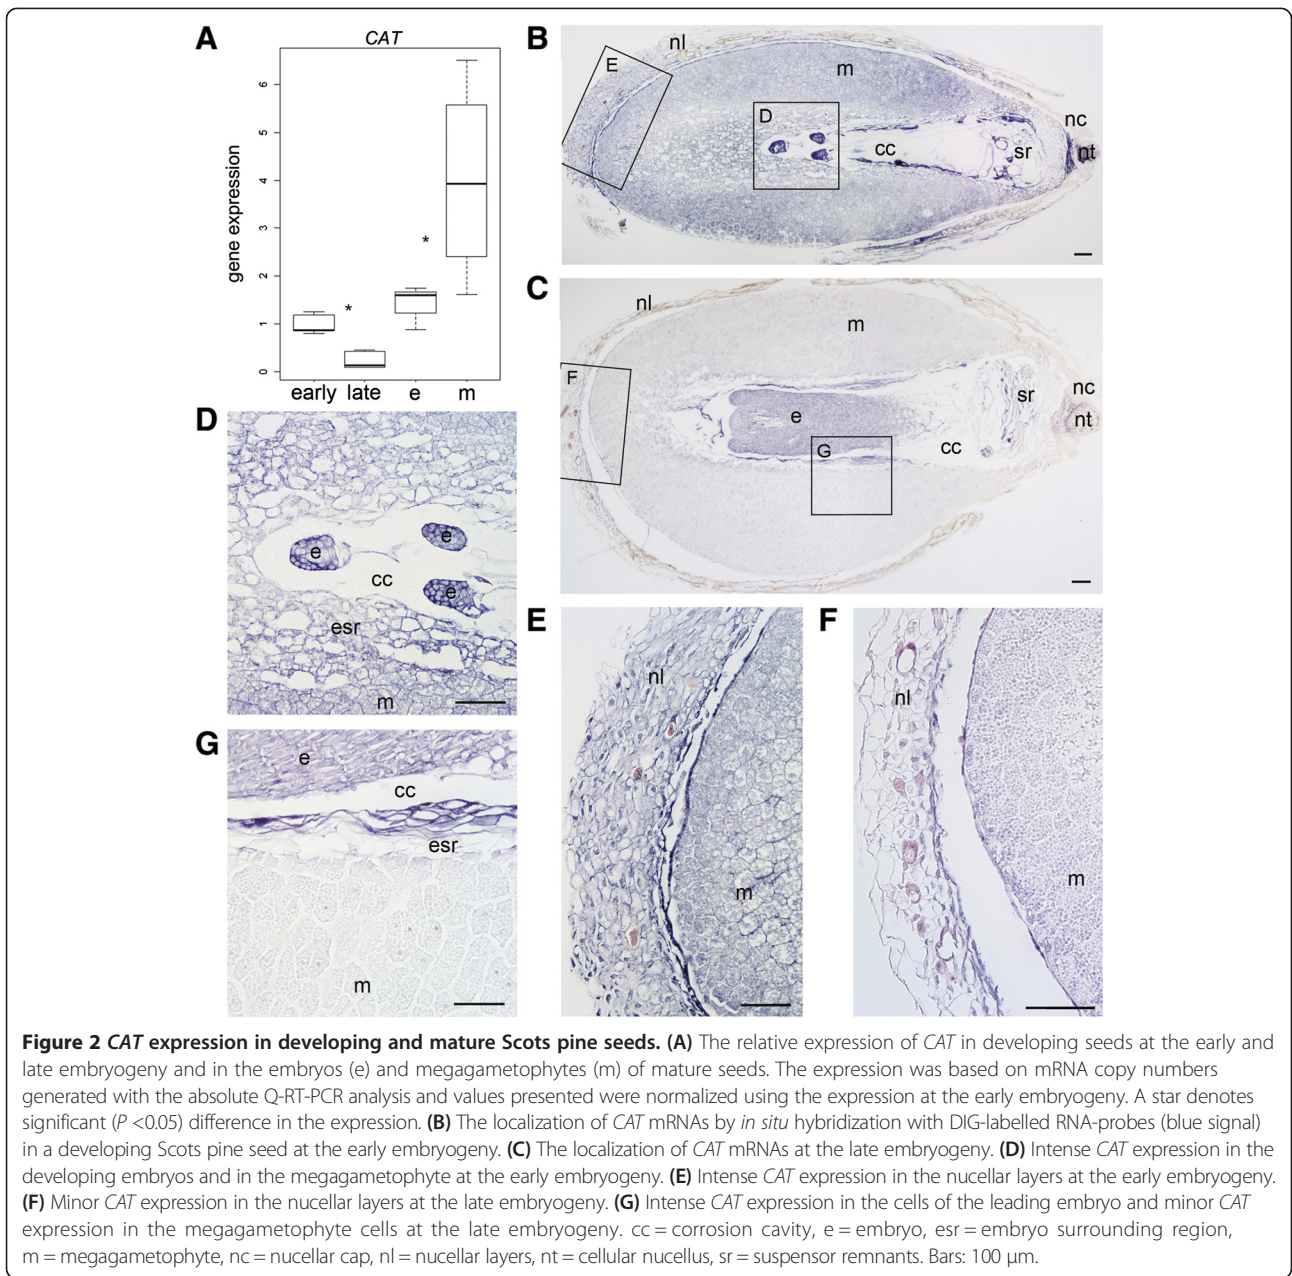 A
CAT
gene expression
6
5
4
3
2
1
0
*
*
early late e m
B
nl
E
m
D
nc
cc
sr
nt
C
nl
m
F
e
sr
nc
nt
cc
G
D
e
e
cc
e
esr
m
E
nl
m
F
nl
m
G
e
cc
esr
m
Figure 2 CAT expression in developing and mature Scots pine seeds. (A) The relative expression of CAT in developing seeds at the early and
late embryogeny and in the embryos (e) and megagametophytes (m) of mature seeds. The expression was based on mRNA copy numbers
generated with the absolute Q-RT-PCR analysis and values presented were normalized using the expression at the early embryogeny. A star denotes
significant (P <0.05) difference in the expression. (B) The localization of CAT mRNAs by in situ hybridization with DIG-labelled RNA-probes (blue signal)
in a developing Scots pine seed at the early embryogeny. (C) The localization of CAT mRNAs at the late embryogeny. (D) Intense CAT expression in the
developing embryos and in the megagametophyte at the early embryogeny. (E) Intense CAT expression in the nucellar layers at the early embryogeny.
(F) Minor CAT expression in the nucellar layers at the late embryogeny. (G) Intense CAT expression in the cells of the leading embryo and minor CAT
expression in the megagametophyte cells at the late embryogeny. cc = corrosion cavity, e = embryo, esr = embryo surrounding region,
m = megagametophyte, nc = nucellar cap, nl = nucellar layers, nt = cellular nucellus, sr = suspensor remnants. Bars: 100 μm.